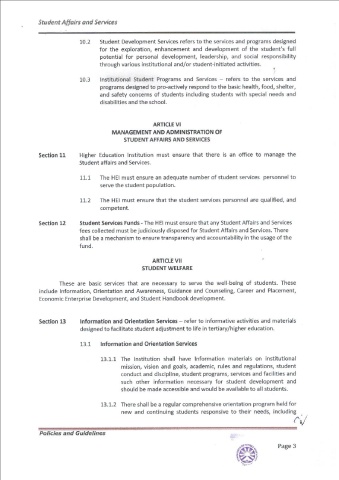 Student Affairs and Services
10.2 Student Development Services refers to the services and programs designed
for the exploration, enhancement and development of the student's full
potential for personal development, leadership, and social responsibility
through various institutional and/or student-initiated activities.
10.3 Institutional Student Programs and Services – refers to the services and
programs designed to pro-actively respond to the basic health, food, shelter,
and safety concerns of students including students with special needs and
disabilities and the school.
ARTICLE VI
MANAGEMENT AND ADMINISTRATION OF
STUDENT AFFAIRS AND SERVICES
Section 11 Higher Education Institution must ensure that there is an office to manage the
Student affairs and Services.
11.1 The HEI must ensure an adequate number of student services personnel to
serve the student population.
11.2 The HEI must ensure that the student services personnel are qualified, and
competent.
Section 12 Student Services Funds - The HEI must ensure that any Student Affairs and Services
fees collected must be judiciously disposed for Student Affairs and Services. There
shall be a mechanism to ensure transparency and accountability in the usage of the
fund.
ARTICLE VII
STUDENT WELFARE
These are basic services that are necessary to serve the well-being of students. These
include Information, Orientation and Awareness, Guidance and Counseling, Career and Placement,
Economic Enterprise Development, and Student Handbook development.
Section 13 Information and Orientation Services – refer to informative activities and materials
designed to facilitate student adjustment to life in tertiary/higher education.
13.1 Information and Orientation Services
13.1.1 The institution shall have Information materials on institutional
mission, vision and goals, academic, rules and regulations, student
conduct and discipline, student programs, services and facilities and
such other information necessary for student development and
should be made accessible and would be available to all students.
13.1.2 There shall be a regular comprehensive orientation program held for
new and continuing students responsive to their needs, including
Policies and Guidelines
Page 3